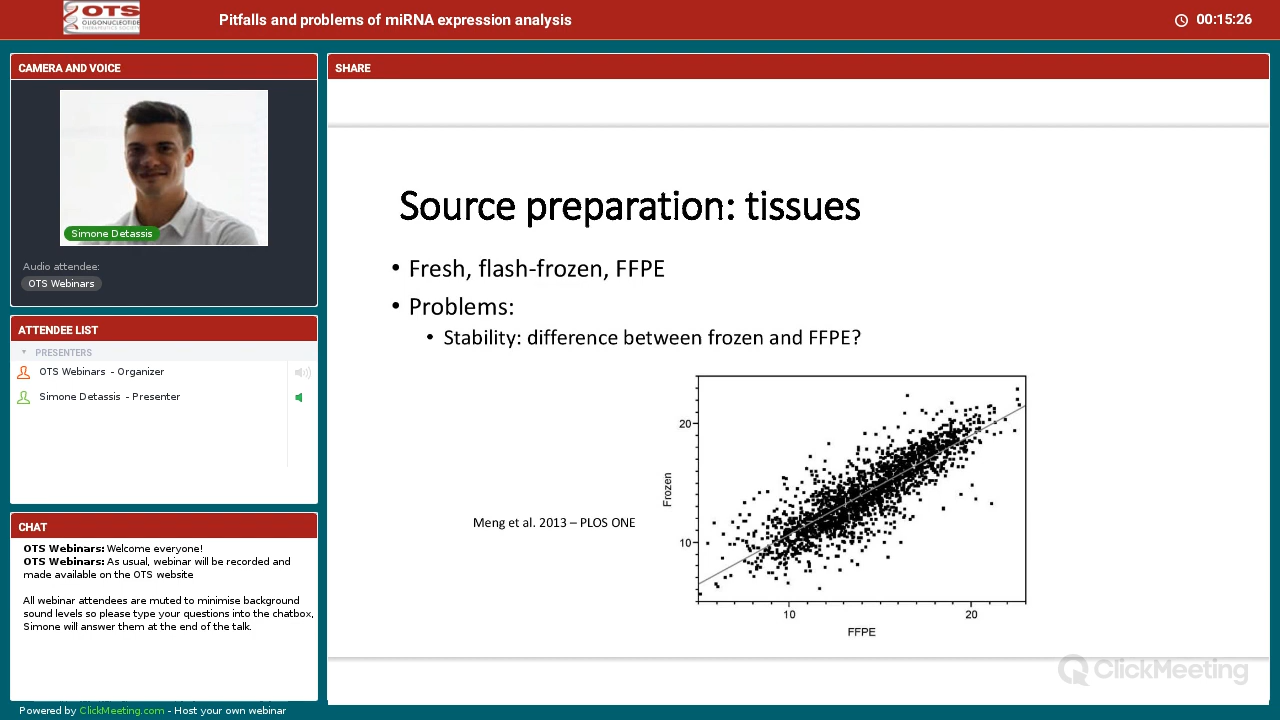 OTS
OLIGONUCLEOTIDE
THERAPEUTICS SOCIETY
Pitfalls and problems of miRNA expression analysis
00:15:26
CAMERA AND VOICE
Simone Detassis
Audio attendee:
OTS Webinars
ATTENDEE LIST
PRESENTERS
OTS Webinars - Organizer
Simone Detassis - Presenter
CHAT
OTS Webinars: Welcome everyone!
OTS Webinars: As usual, webinar will be recorded and
made available on the OTS website
All webinar attendees are muted to minimise background
sound levels so please type your questions into the chatbox,
Simone will answer them at the end of the talk.
Powered by ClickMeeting.com - Host your own webinar
SHARE
Source preparation: tissues
• Fresh, flash-frozen, FFPE
• Problems:
• Stability: difference between frozen and FFPE?
Meng et al. 2013 – PLOS ONE
20
10
Frozen
10
20
FFPE
ClickMeeting